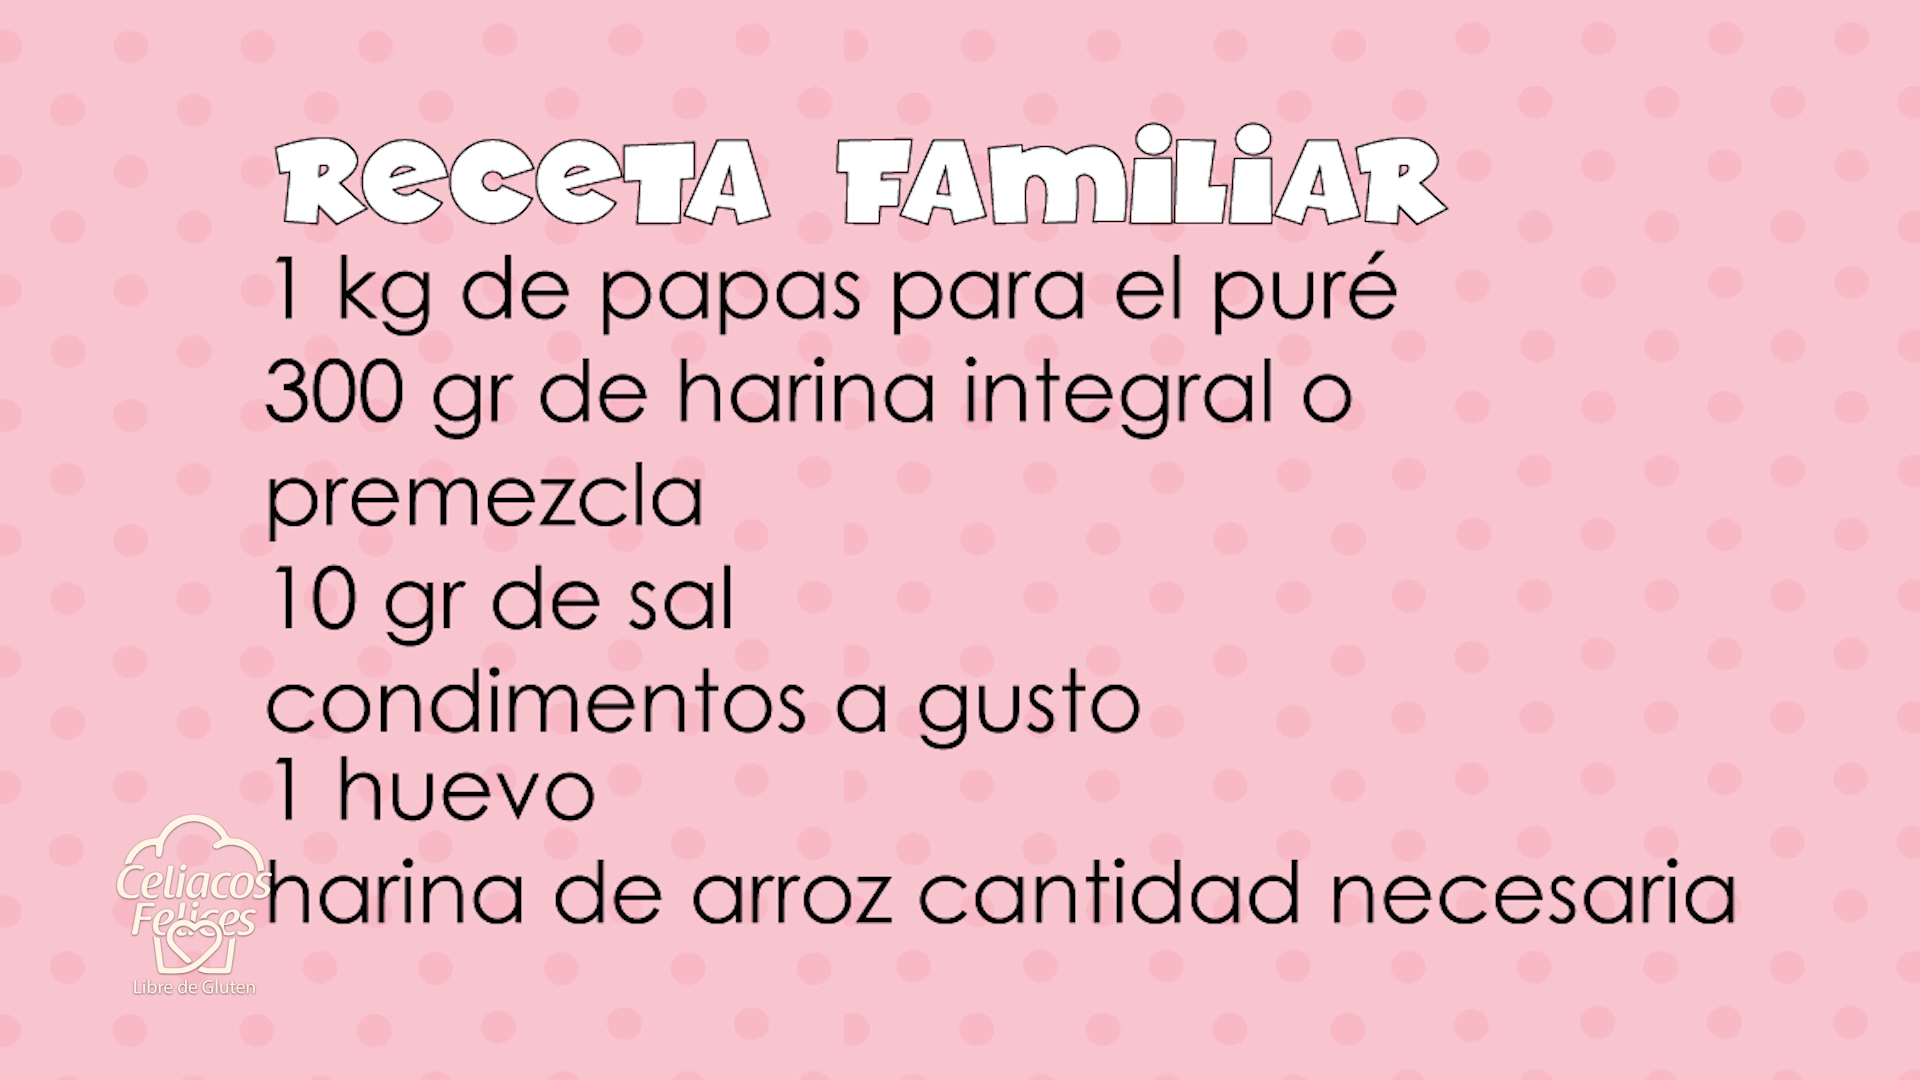 Receta Familiar
1 kg de papas para el puré
300 gr de harina integral o
premezcla
10 gr de sal
condimentos a gusto
1 huevo
harina de arroz cantidad necesaria
Celiacos
Felices
Libre de Gluten